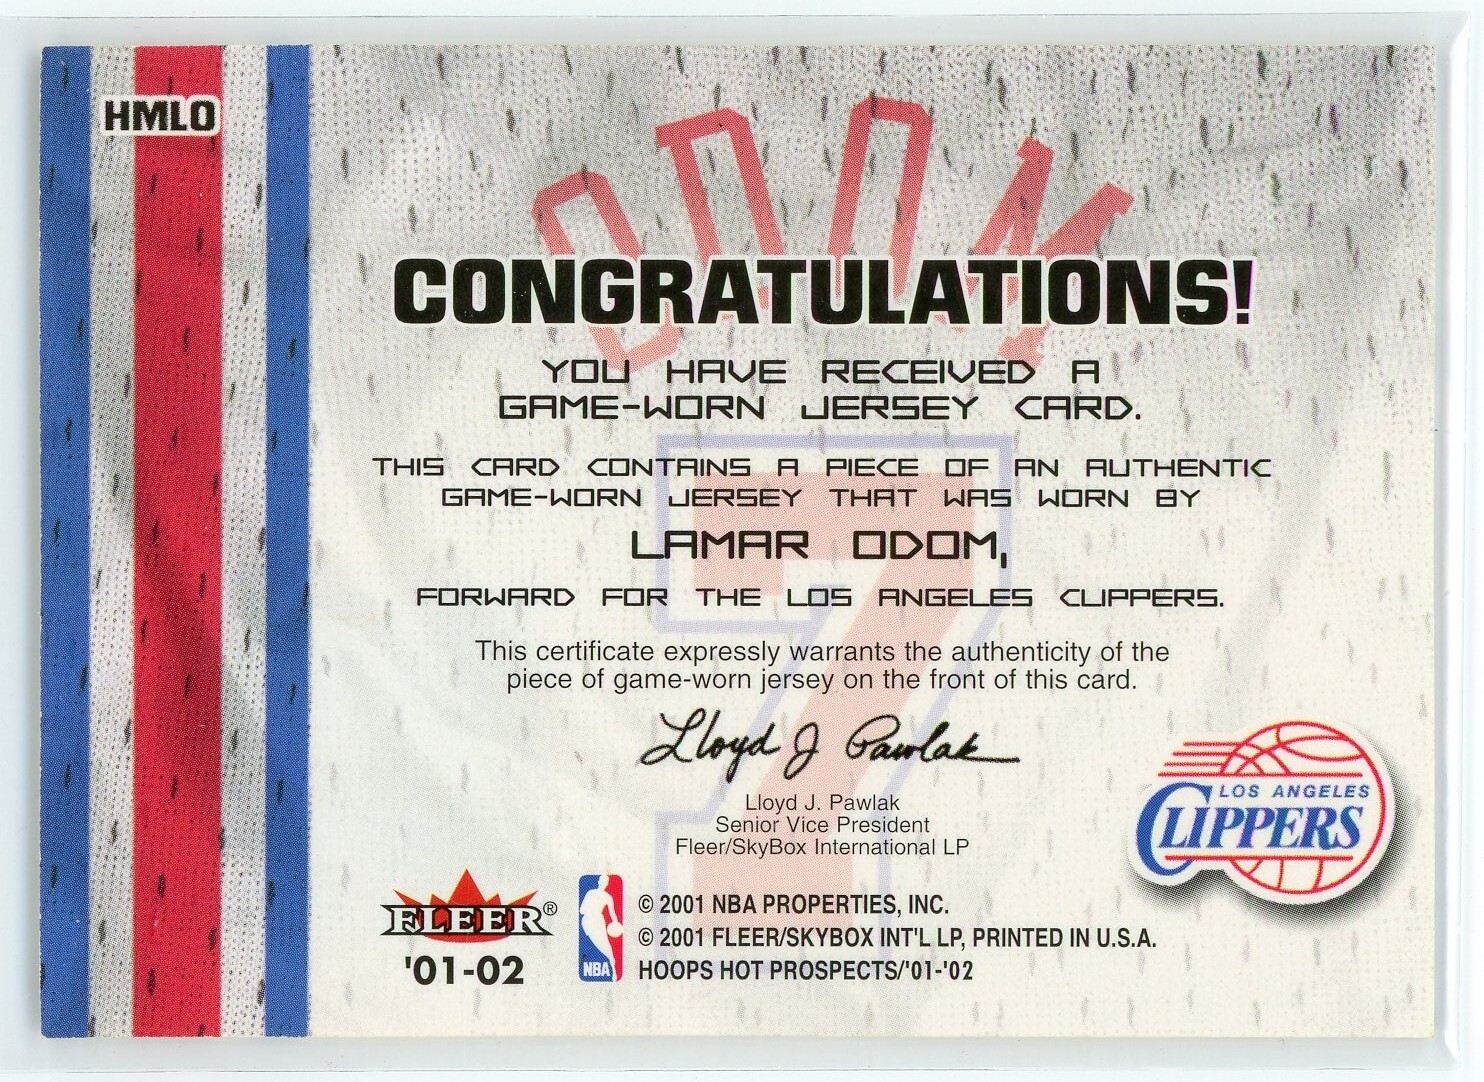 HMLO
ODOM
CONGRATULATIONS!
YOU HAVE RECEIVED A
GAME-WORN JERSEY CARD.
THIS CARD CONTAINS A PIECE OF AN AUTHENTIC
GAME-WORN JERSEY THAT WAS WORN BY
LAMAR ODOM,
FORWARD FOR THE LOS ANGELES CLIPPERS.
7
This certificate expressly warrants the authenticity of the
piece of game-worn jersey on the front of this card.
Lloyd J Pawlak
Lloyd J. Pawlak
Senior Vice President
Fleer/SkyBox International LP
LOS ANGELES
CLIPPERS
FLEER®
'01-02
NBA
© 2001 NBA PROPERTIES, INC.
© 2001 FLEER/SKYBOX INT'L LP, PRINTED IN U.S.A.
HOOPS HOT PROSPECTS/'01-'02